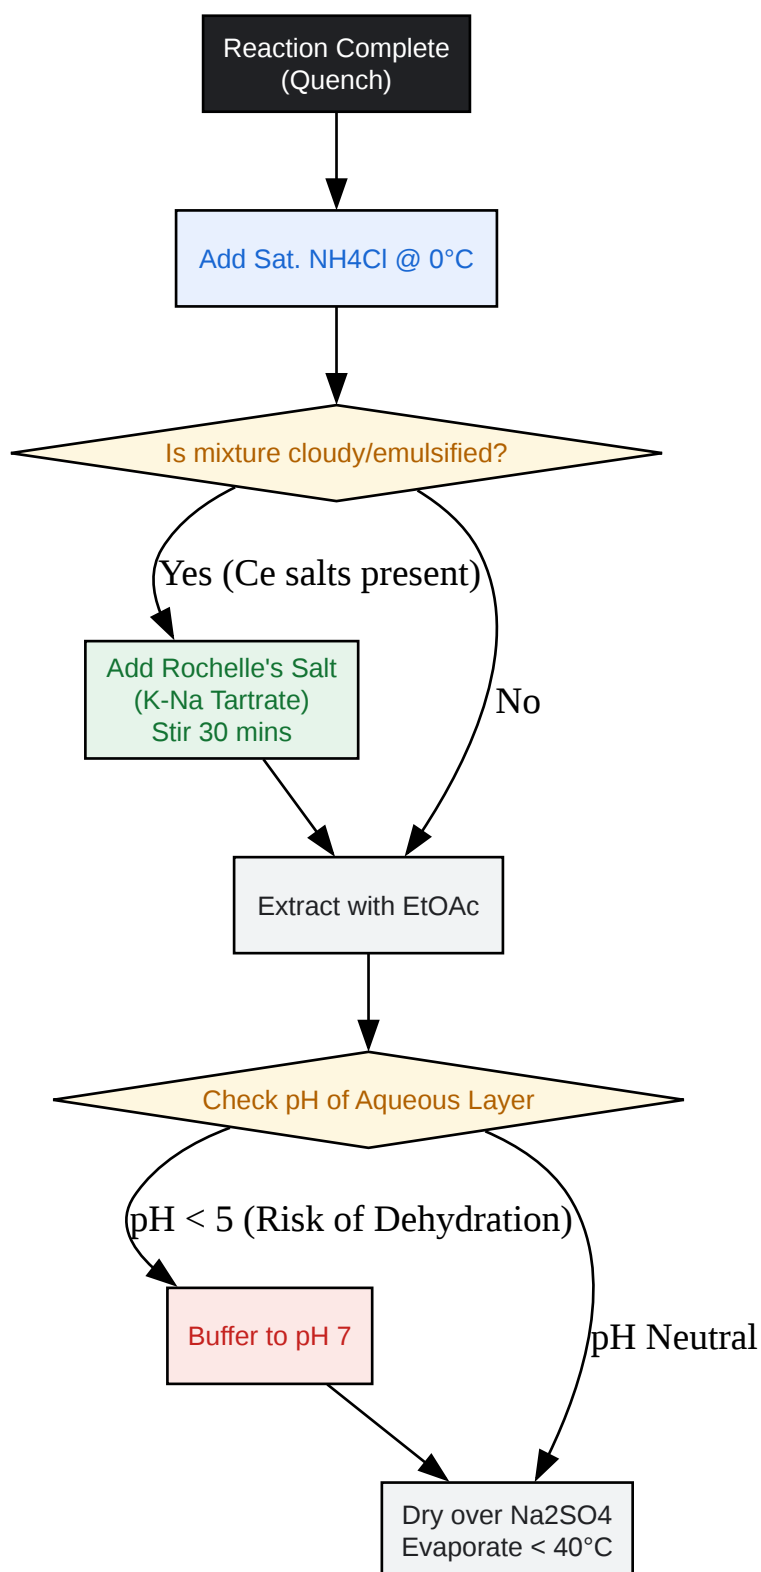 Reaction Complete
(Quench)
Add Sat. NH4Cl @ 0°C
Is mixture cloudy/emulsified?
Yes (Ce salts present)
Add Rochelle's Salt
(K-Na Tartrate)
Stir 30 mins
No
Extract with EtOAc
Check pH of Aqueous Layer
pH < 5 (Risk of Dehydration)
Buffer to pH 7
pH Neutral
Dry over Na2SO4
Evaporate < 40°C